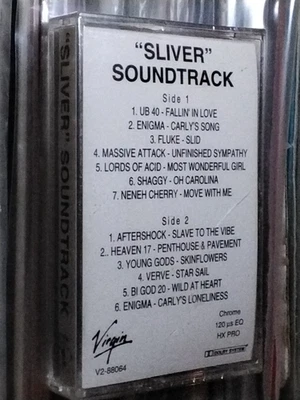 "SLIVER"
SOUNDTRACK
Side 1
1. UB 40 - FALLIN' IN LOVE
2. ENIGMA - CARLY'S SONG
3. FLUKE - SLID
4. MASSIVE ATTACK - UNFINISHED SYMPATHY
5. LORDS OF ACID - MOST WONDERFUL GIRL
6. SHAGGY - OH CAROLINA
7. NENEH CHERRY - MOVE WITH ME
Side 2
1. AFTERSHOCK - SLAVE TO THE VIBE
2.. HEAVEN 17 - PENTHOUSE & PAVEMENT
3. YOUNG GODS - SKINFLOWERS
4. VERVE - STAR SAIL
5. BI GOD 20 - WILD AT HEART
6. ENIGMA - CARLY'S LONELINESS
Chrome
120 µs EQ
HX PRO
Virgin
V2-88064
DOLBY SYSTEM
"SLIVER" SOUNDTRACK